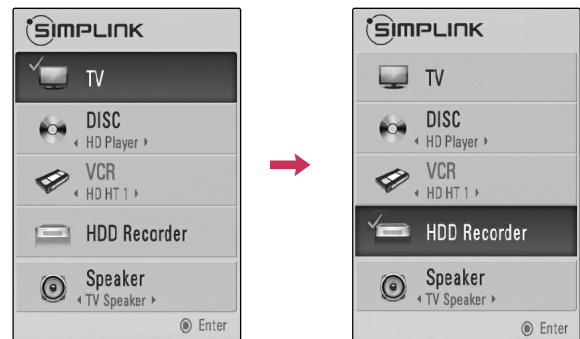 SIMPLINK
TV
DISC
◀ HD Player ▶
VCR
◀ HD HT 1 ▶
HDD Recorder
Speaker
◀ TV Speaker ▶
◉ Enter
SIMPLINK
TV
DISC
◀ HD Player ▶
VCR
◀ HD HT 1 ▶
HDD Recorder
Speaker
◀ TV Speaker ▶
◉ Enter